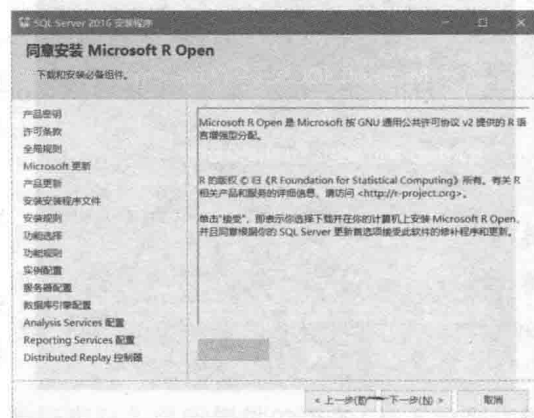 SQL Server 2016 安装程序
同意安装 Microsoft R Open
下载和安装必备组件。
产品密钥
许可条款
全局规则
Microsoft 更新
产品更新
安装安装程序文件
安装规则
功能选择
功能规则
实例配置
服务器配置
数据库引擎配置
Analysis Services 配置
Reporting Services 配置
Distributed Replay 控制器
Microsoft R Open 是 Microsoft 按 GNU 通用公共许可协议 v2 提供的 R 语
言增强型分配。
R 的版权 © 归 《R Foundation for Statistical Computing》 所有。有关 R
相关产品和服务的详细信息，请访问 <http://r-project.org>。
单击"接受"，即表示你选择下载并在你的计算机上安装 Microsoft R Open,
并且同意根据你的 SQL Server 更新首选项接受此软件的修补程序和更新。
< 上一步(B)
下一步(N) >
取消